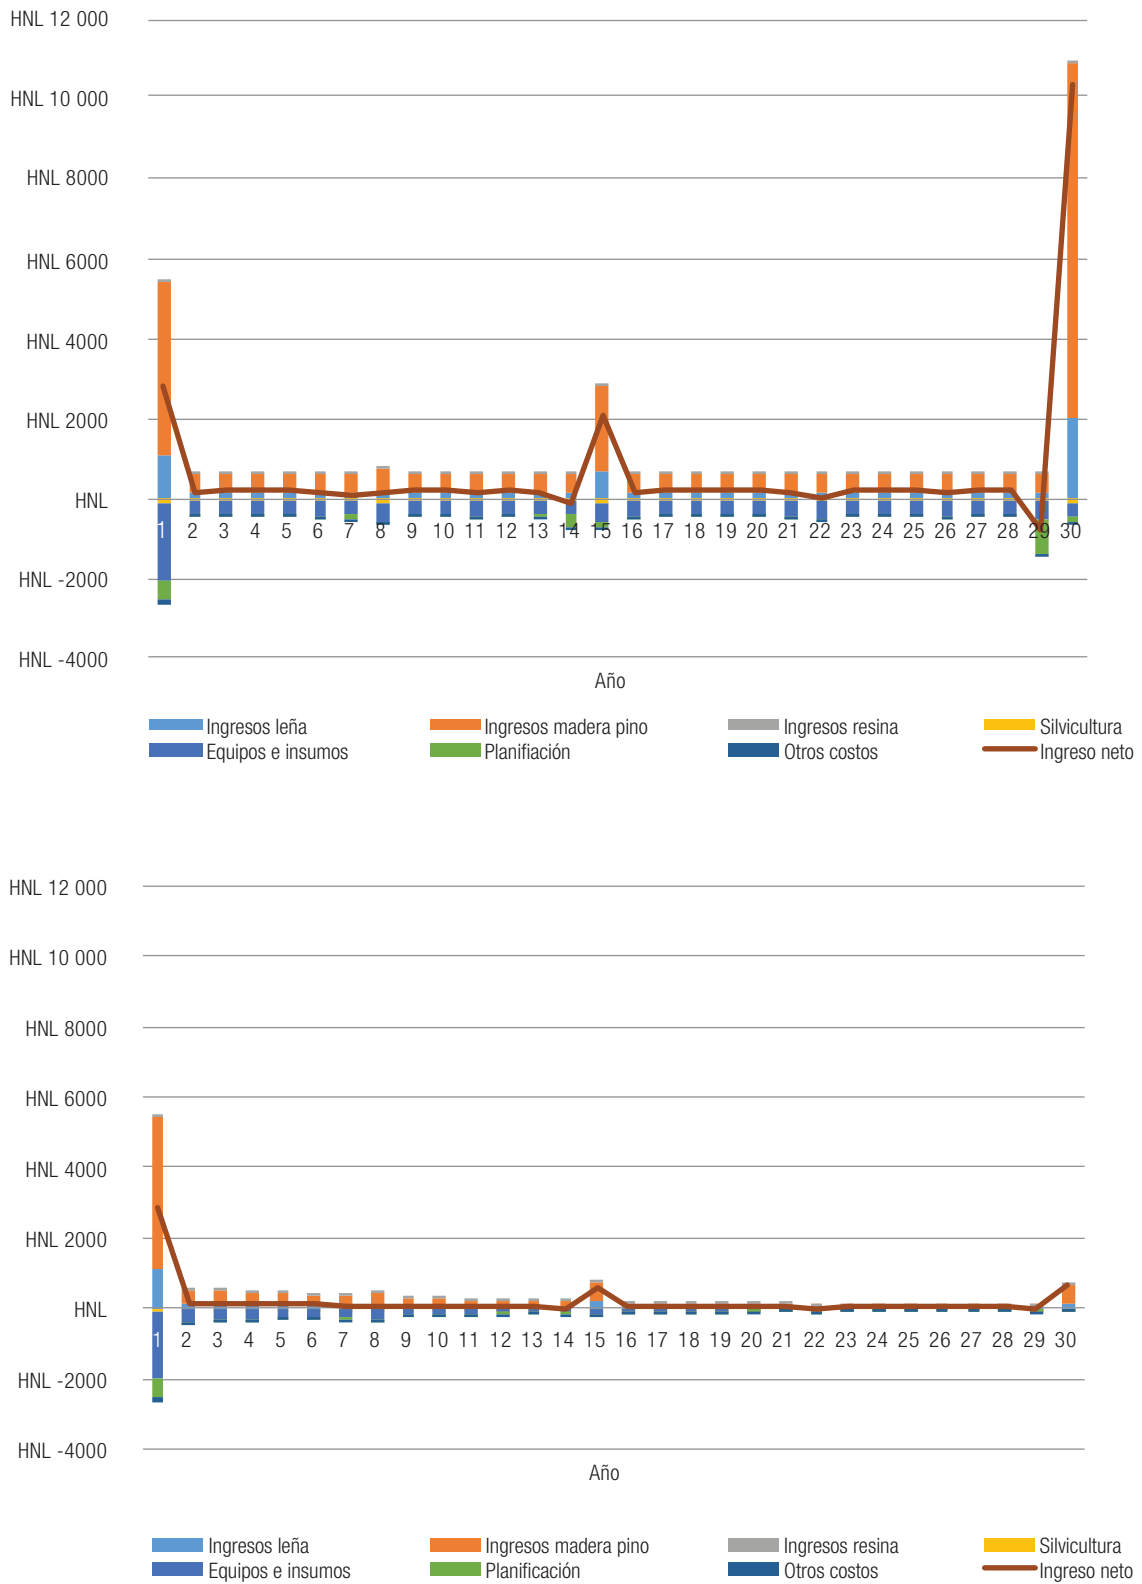 HNL 12 000
HNL 10 000
HNL 8000
HNL 6000
HNL 4000
HNL 2000
HNL
1 2 3 4 5 6 7 8 9 10 11 12 13 14 15 16 17 18 19 20 21 22 23 24 25 26 27 28 29 30
HNL -2000
HNL -4000
Año
Ingresos leña Ingresos madera pino Ingresos resina Silvicultura
Equipos e insumos Planifiación Otros costos Ingreso neto
HNL 12 000
HNL 10 000
HNL 8000
HNL 6000
HNL 4000
HNL 2000
HNL
1 2 3 4 5 6 7 8 9 10 11 12 13 14 15 16 17 18 19 20 21 22 23 24 25 26 27 28 29 30
HNL -2000
HNL -4000
Año
Ingresos leña Ingresos madera pino Ingresos resina Silvicultura
Equipos e insumos Planificación Otros costos Ingreso neto